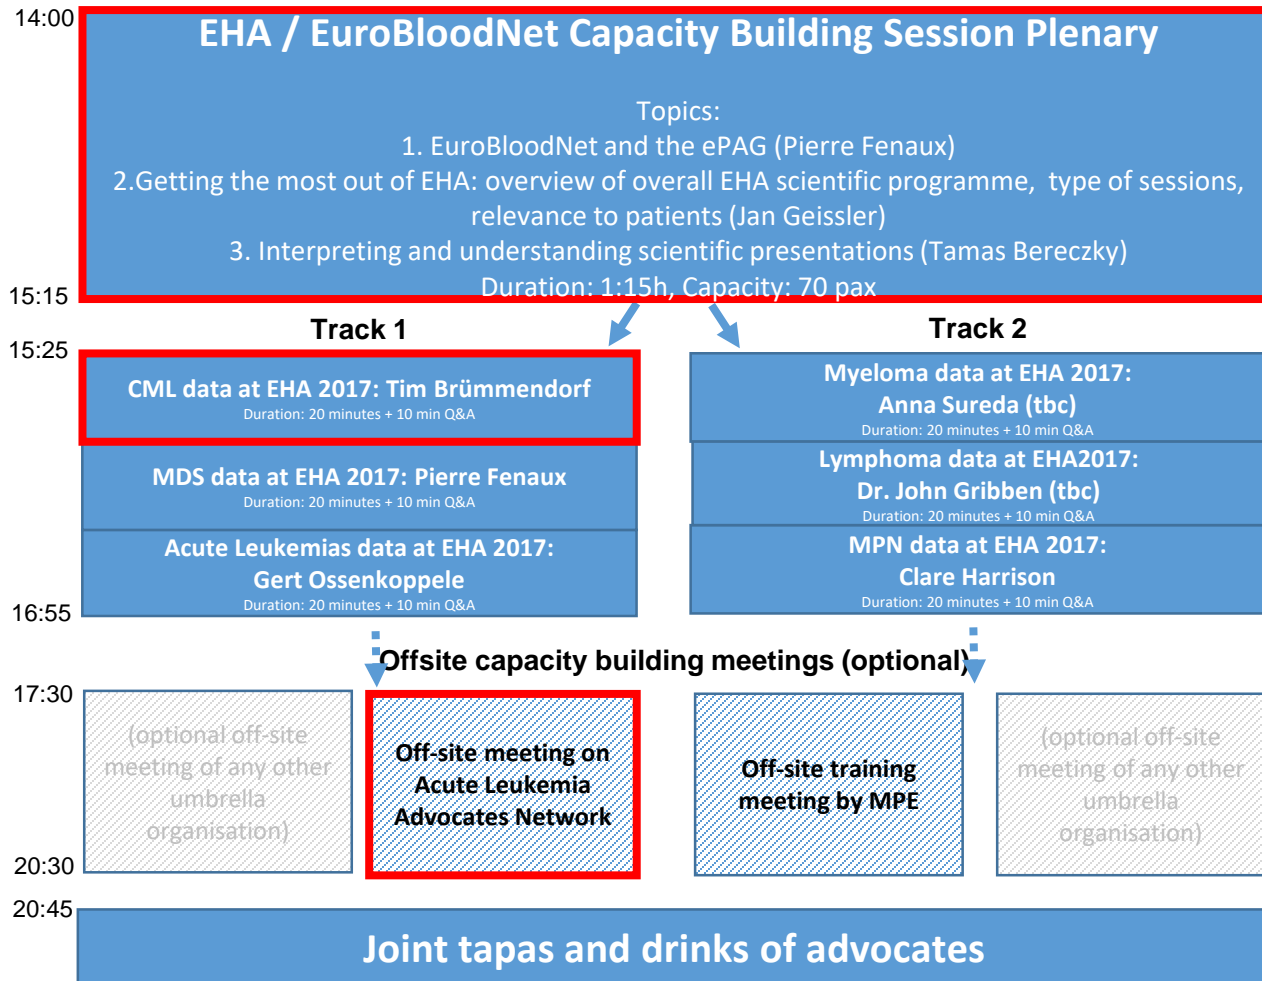 14:00
EHA / EuroBloodNet Capacity Building Session Plenary
Topics:
1. EuroBloodNet and the ePAG (Pierre Fenaux)
2.Getting the most out of EHA: overview of overall EHA scientific programme, type of sessions,
relevance to patients (Jan Geissler)
3. Interpreting and understanding scientific presentations (Tamas Bereczky)
Duration: 1:15h, Capacity: 70 pax
15:15
Track 1
Track 2
15:25
CML data at EHA 2017: Tim Brümmendorf
Duration: 20 minutes + 10 min Q&A
MDS data at EHA 2017: Pierre Fenaux
Duration: 20 minutes + 10 min Q&A
Acute Leukemias data at EHA 2017:
Gert Ossenkoppele
Duration: 20 minutes + 10 min Q&A
Myeloma data at EHA 2017:
Anna Sureda (tbc)
Duration: 20 minutes + 10 min Q&A
Lymphoma data at EHA2017:
Dr. John Gribben (tbc)
Duration: 20 minutes + 10 min Q&A
MPN data at EHA 2017:
Clare Harrison
Duration: 20 minutes + 10 min Q&A
16:55
Offsite capacity building meetings (optional)
17:30
(optional off-site
meeting of any other
umbrella
organisation)
Off-site meeting on
Acute Leukemia
Advocates Network
Off-site training
meeting by MPE
(optional off-site
meeting of any other
umbrella
organisation)
20:30
20:45
Joint tapas and drinks of advocates